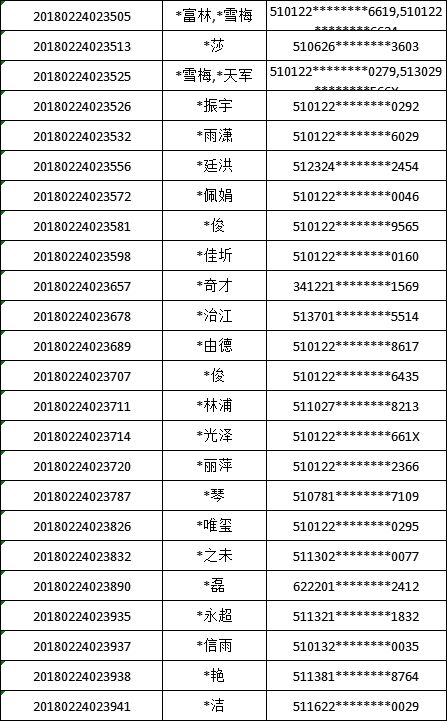 20180224023505 *富林,*雪梅 510122********6619,510122
20180224023513 *莎 510626********3603
20180224023525 *雪梅,*天军 510122********0279,513029
20180224023526 *振宇 510122********0292
20180224023532 *雨潇 510122********6029
20180224023556 *廷洪 512324********2454
20180224023572 *佩娟 510122********0046
20180224023581 *俊 510122********9565
20180224023598 *佳圻 510122********0160
20180224023657 *奇才 341221********1569
20180224023678 *治江 513701********5514
20180224023689 *由德 510122********8617
20180224023707 *俊 510122********6435
20180224023711 *林浦 511027********8213
20180224023714 *光泽 510122********661X
20180224023720 *丽萍 510122********2366
20180224023787 *琴 510781********7109
20180224023826 *唯玺 510122********0295
20180224023832 *之未 511302********0077
20180224023890 *磊 622201********2412
20180224023935 *永超 511321********1832
20180224023937 *信雨 510132********0035
20180224023938 *艳 511381********8764
20180224023941 *洁 511622********0029